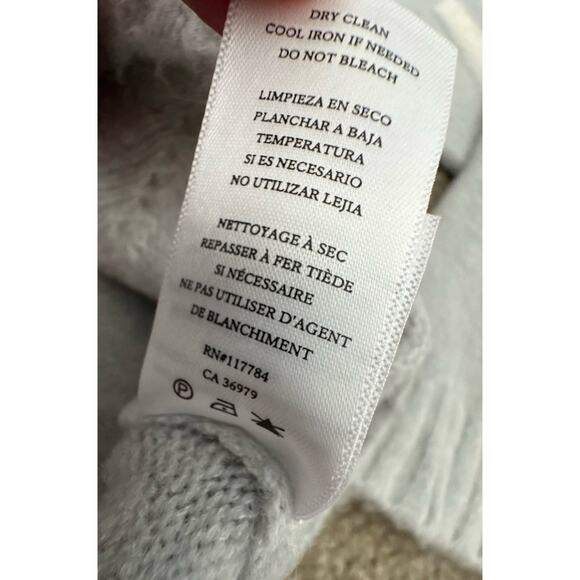 DRY CLEAN
COOL IRON IF NEEDED
DO NOT BLEACH
LIMPIEZA EN SECO
PLANCHAR A BAJA
TEMPERATURA
SI ES NECESARIO
NO UTILIZAR LEJIA
NETTOYAGE À SEC
REPASSER À FER TIÈDE
SI NÉCESSAIRE
NE PAS UTILISER D'AGENT
DE BLANCHIMENT
RN#117784
CA 36979
P